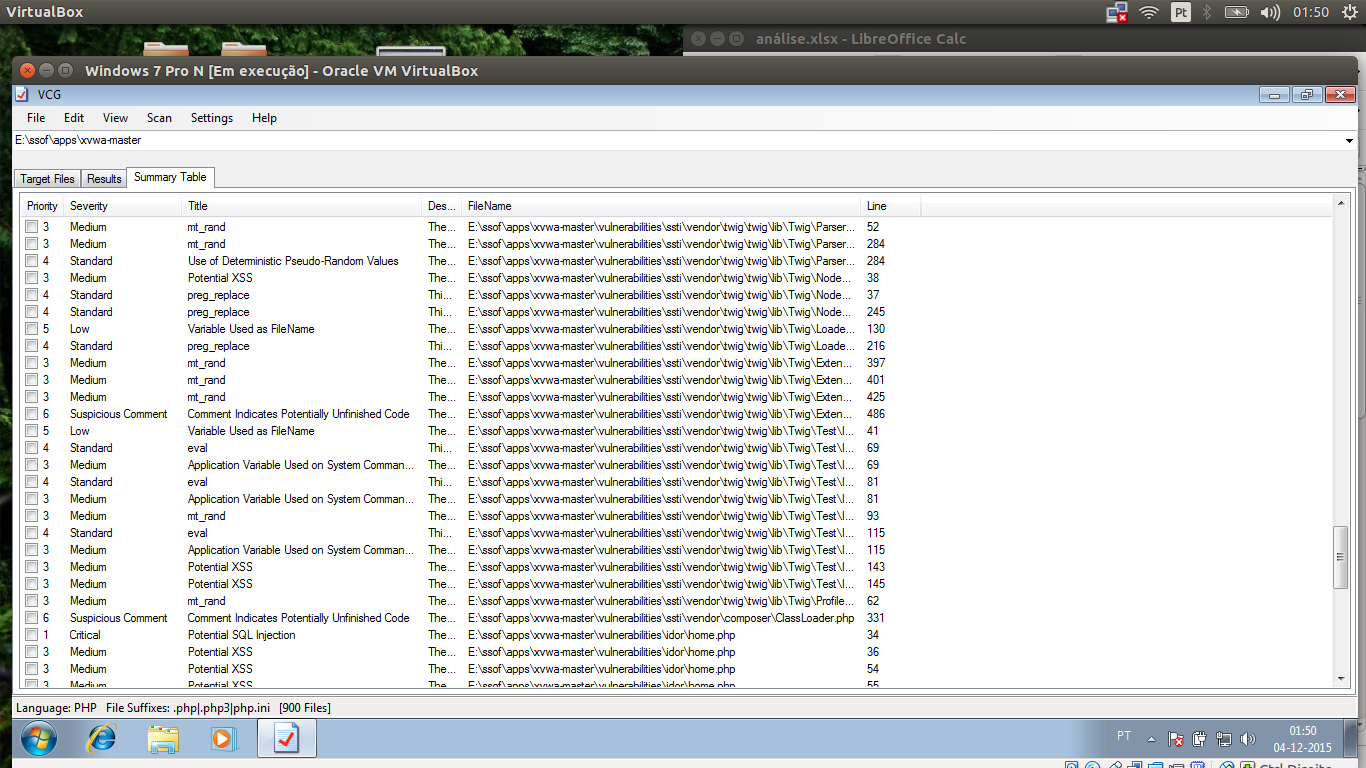 VirtualBox Pt 01:50
análise.xlsx - LibreOffice Calc
Windows 7 Pro N [Em execução] - Oracle VM VirtualBox
VCG
File Edit View Scan Settings Help
E:\ssof\apps\xvwa-master
Target Files Results Summary Table
Priority Severity Title Des... FileName Line
3 Medium mt_rand The... E:\ssof\apps\xvwa-master\vulnerabilities\ssti\vendor\twig\twig\lib\Twig\Parser... 52
3 Medium mt_rand The... E:\ssof\apps\xvwa-master\vulnerabilities\ssti\vendor\twig\twig\lib\Twig\Parser... 284
4 Standard Use of Deterministic Pseudo-Random Values The... E:\ssof\apps\xvwa-master\vulnerabilities\ssti\vendor\twig\twig\lib\Twig\Parser... 284
3 Medium Potential XSS The... E:\ssof\apps\xvwa-master\vulnerabilities\ssti\vendor\twig\twig\lib\Twig\Node... 38
4 Standard preg_replace Thi... E:\ssof\apps\xvwa-master\vulnerabilities\ssti\vendor\twig\twig\lib\Twig\Node... 37
4 Standard preg_replace Thi... E:\ssof\apps\xvwa-master\vulnerabilities\ssti\vendor\twig\twig\lib\Twig\Node... 245
5 Low Variable Used as FileName The... E:\ssof\apps\xvwa-master\vulnerabilities\ssti\vendor\twig\twig\lib\Twig\Loade... 130
4 Standard preg_replace Thi... E:\ssof\apps\xvwa-master\vulnerabilities\ssti\vendor\twig\twig\lib\Twig\Loade... 216
3 Medium mt_rand The... E:\ssof\apps\xvwa-master\vulnerabilities\ssti\vendor\twig\twig\lib\Twig\Exten... 397
3 Medium mt_rand The... E:\ssof\apps\xvwa-master\vulnerabilities\ssti\vendor\twig\twig\lib\Twig\Exten... 401
3 Medium mt_rand The... E:\ssof\apps\xvwa-master\vulnerabilities\ssti\vendor\twig\twig\lib\Twig\Exten... 425
6 Suspicious Comment Comment Indicates Potentially Unfinished Code The... E:\ssof\apps\xvwa-master\vulnerabilities\ssti\vendor\twig\twig\lib\Twig\Exten... 486
5 Low Variable Used as FileName The... E:\ssof\apps\xvwa-master\vulnerabilities\ssti\vendor\twig\twig\lib\Twig\Test\I... 41
4 Standard eval Thi... E:\ssof\apps\xvwa-master\vulnerabilities\ssti\vendor\twig\twig\lib\Twig\Test\I... 69
3 Medium Application Variable Used on System Comman... The... E:\ssof\apps\xvwa-master\vulnerabilities\ssti\vendor\twig\twig\lib\Twig\Test\I... 69
4 Standard eval Thi... E:\ssof\apps\xvwa-master\vulnerabilities\ssti\vendor\twig\twig\lib\Twig\Test\I... 81
3 Medium Application Variable Used on System Comman... The... E:\ssof\apps\xvwa-master\vulnerabilities\ssti\vendor\twig\twig\lib\Twig\Test\I... 81
3 Medium mt_rand The... E:\ssof\apps\xvwa-master\vulnerabilities\ssti\vendor\twig\twig\lib\Twig\Test\I... 93
4 Standard eval Thi... E:\ssof\apps\xvwa-master\vulnerabilities\ssti\vendor\twig\twig\lib\Twig\Test\I... 115
3 Medium Application Variable Used on System Comman... The... E:\ssof\apps\xvwa-master\vulnerabilities\ssti\vendor\twig\twig\lib\Twig\Test\I... 115
3 Medium Potential XSS The... E:\ssof\apps\xvwa-master\vulnerabilities\ssti\vendor\twig\twig\lib\Twig\Test\I... 143
3 Medium Potential XSS The... E:\ssof\apps\xvwa-master\vulnerabilities\ssti\vendor\twig\twig\lib\Twig\Test\I... 145
3 Medium mt_rand The... E:\ssof\apps\xvwa-master\vulnerabilities\ssti\vendor\twig\twig\lib\Twig\Profile... 62
6 Suspicious Comment Comment Indicates Potentially Unfinished Code The... E:\ssof\apps\xvwa-master\vulnerabilities\ssti\vendor\composer\ClassLoader.php 331
1 Critical Potential SQL Injection The... E:\ssof\apps\xvwa-master\vulnerabilities\idor\home.php 34
3 Medium Potential XSS The... E:\ssof\apps\xvwa-master\vulnerabilities\idor\home.php 36
3 Medium Potential XSS The... E:\ssof\apps\xvwa-master\vulnerabilities\idor\home.php 54
3 Medium Potential XSS The... E:\ssof\apps\xvwa-master\vulnerabilities\idor\home.php 55
Language: PHP File Suffixes: .php|.php3|php.ini [900 Files]
PT 01:50
04-12-2015
Ctrl Direito